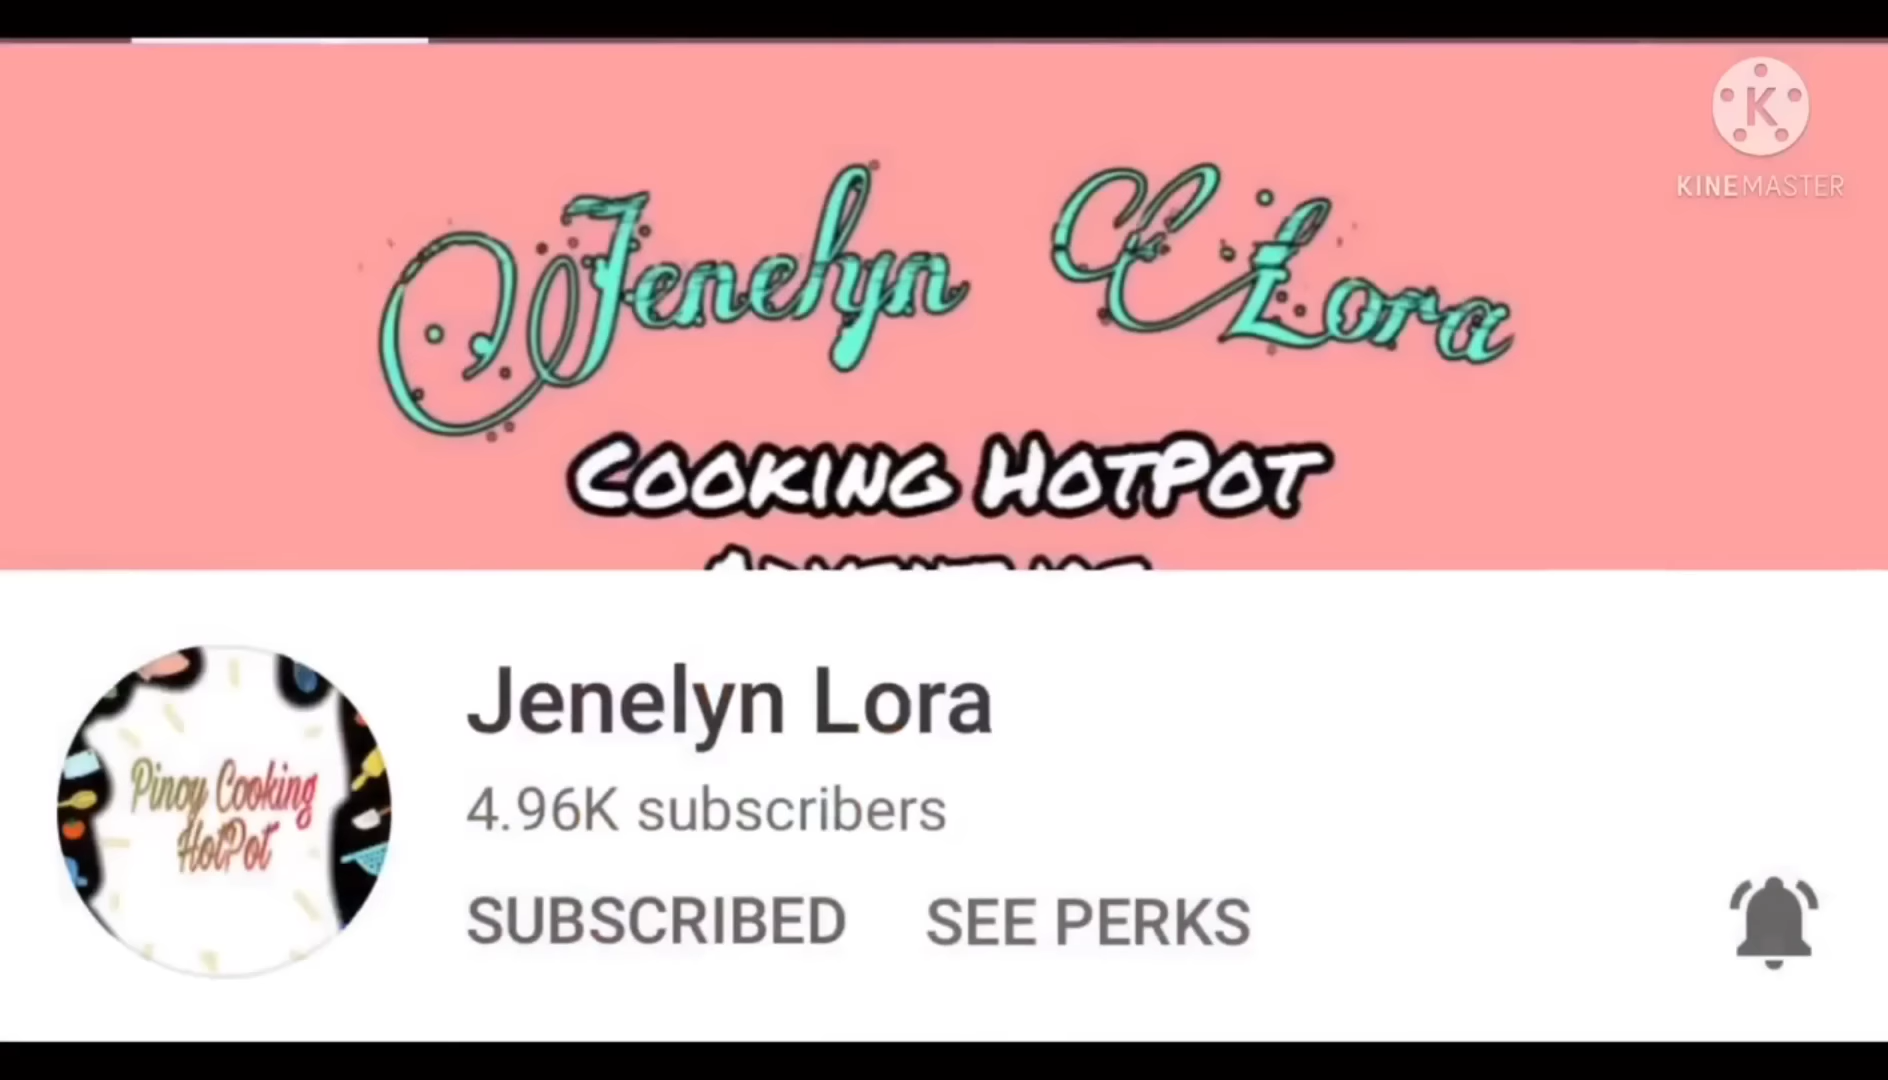 K
KINEMASTER
Jenelyn Lora
COOKING HOTPOT
Jenelyn Lora
4.96K subscribers
Pinoy Cooking
HotPot
SUBSCRIBED SEE PERKS